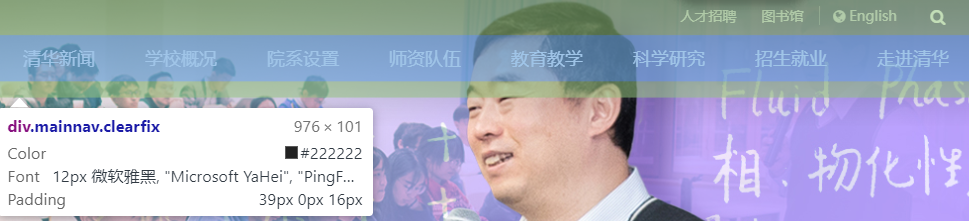 人才招聘 图书馆 English
清华新闻 学校概况 院系设置 师资队伍 教育教学 科学研究 招生就业 走进清华
div.mainnav.clearfix 976 × 101
Color #222222
Font 12px 微软雅黑, "Microsoft YaHei", "PingF...
Padding 39px 0px 16px
Fluid Phas
相、物化性